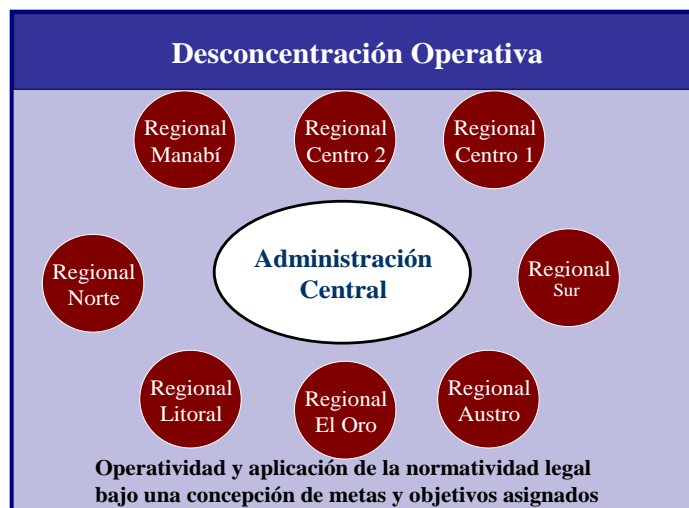 Desconcentración Operativa
Regional
Manabí
Regional
Centro 2
Regional
Centro 1
Regional
Norte
Administración
Central
Regional
Sur
Regional
Litoral
Regional
El Oro
Regional
Austro
Operatividad y aplicación de la normatividad legal
bajo una concepción de metas y objetivos asignados